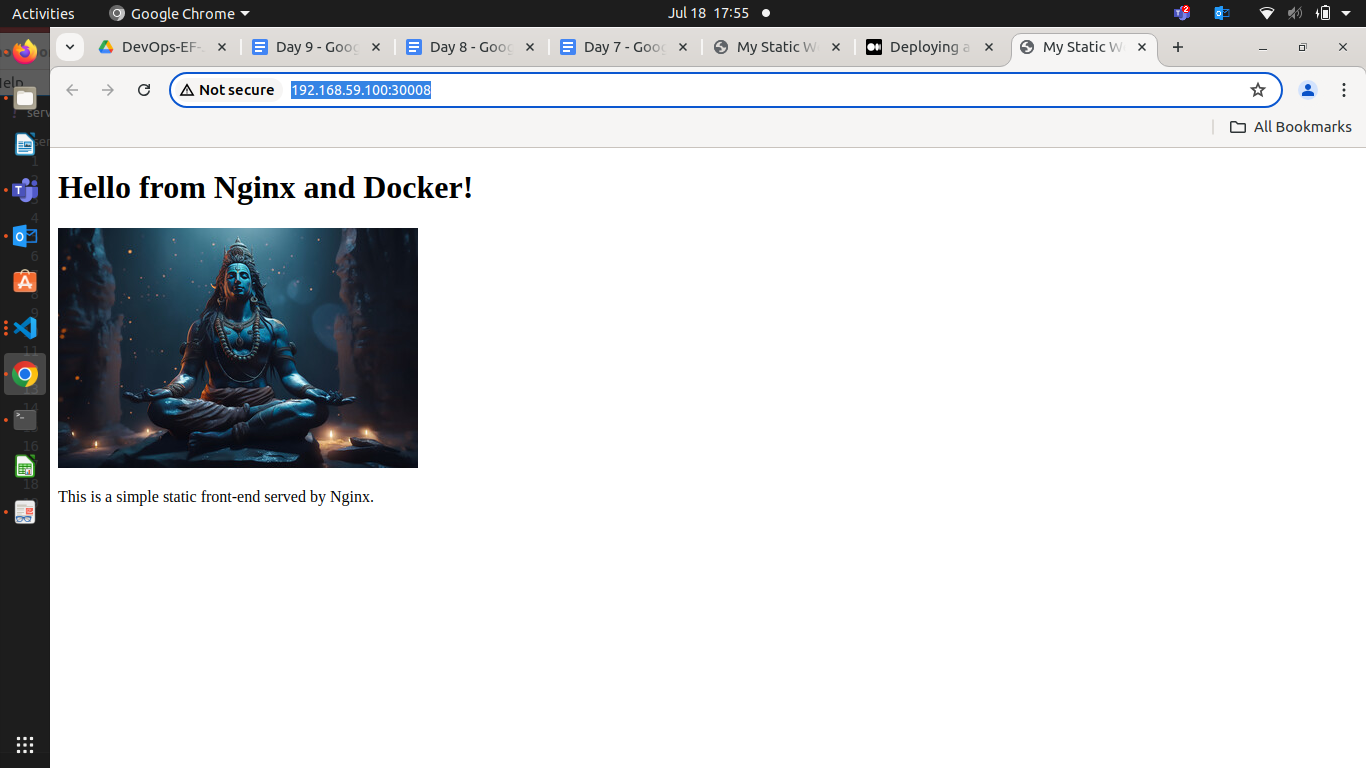 Activities
Google Chrome
Jul 18 17:55
2
DevOps-EF-
Day 9 - Goog
Day 8 - Goog
Day 7 - Goog
My Static W
Deploying a
My Static W
Not secure
192.168.59.100:30008
All Bookmarks
Hello from Nginx and Docker!
This is a simple static front-end served by Nginx.